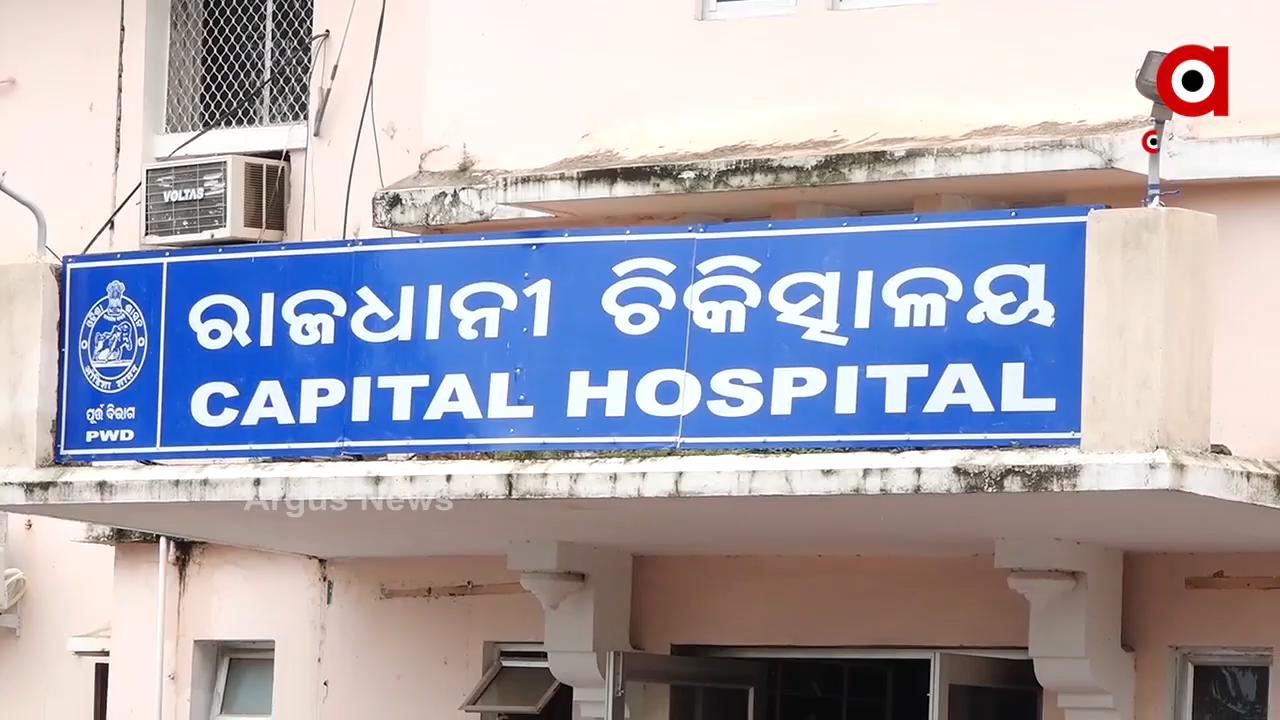 VOLTAS
ରାଜଧାନୀ ଚିକିତ୍ସାଳୟ
CAPITAL HOSPITAL
ପୂର୍ତ୍ତ ବିଭାଗ
PWD
Argus News